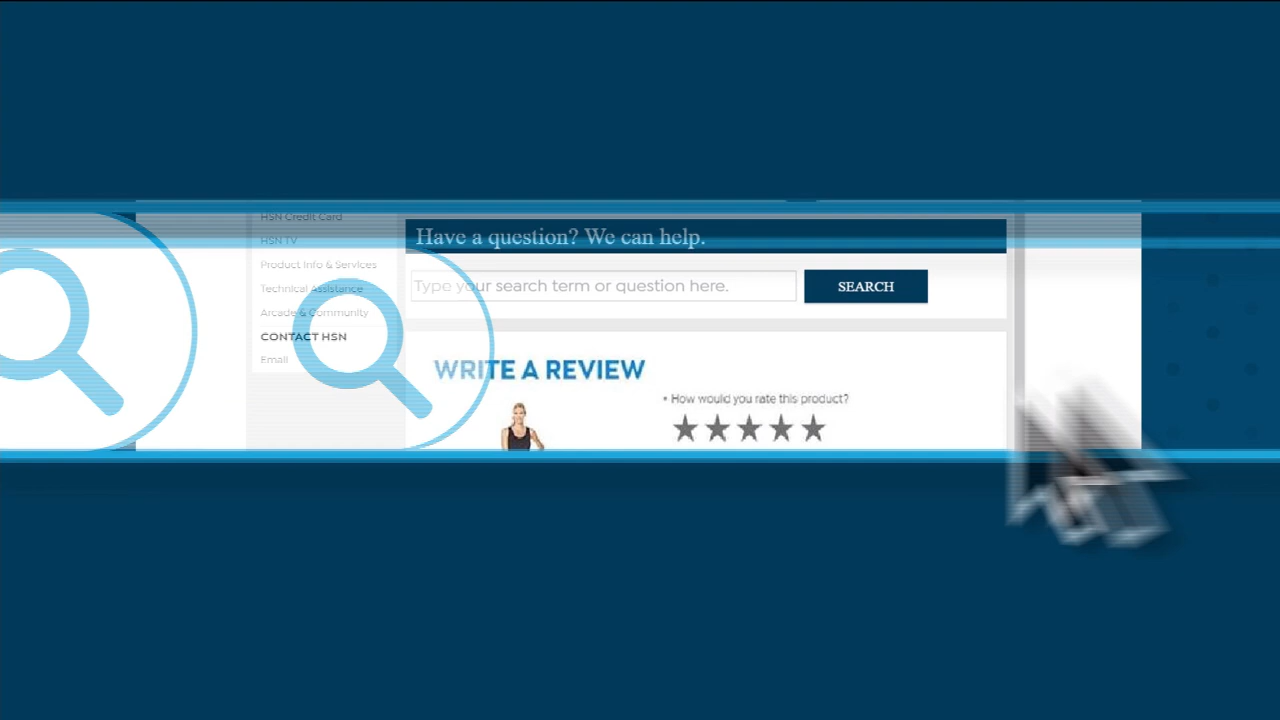 HSN Credit Card
HSN TV
Product Info & Services
Technical Assistance
Arcade & Community
CONTACT HSN
Email
Have a question? We can help.
Type your search term or question here.
SEARCH
WRITE A REVIEW
• How would you rate this product?